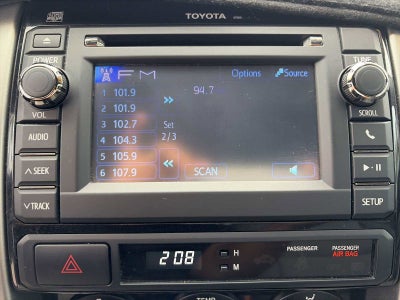 TOYOTA
POWER
VOL
AUDIO
∧ SEEK
∨ TRACK
FM
Options
Source
1 101.9
2 101.9
3 102.7
4 104.3
5 105.9
6 107.9
94.7
Set
2/3
SCAN
TUNE
SCROLL
SETUP
2:08
H
M
PASSENGER
PASSENGER
AIR BAG